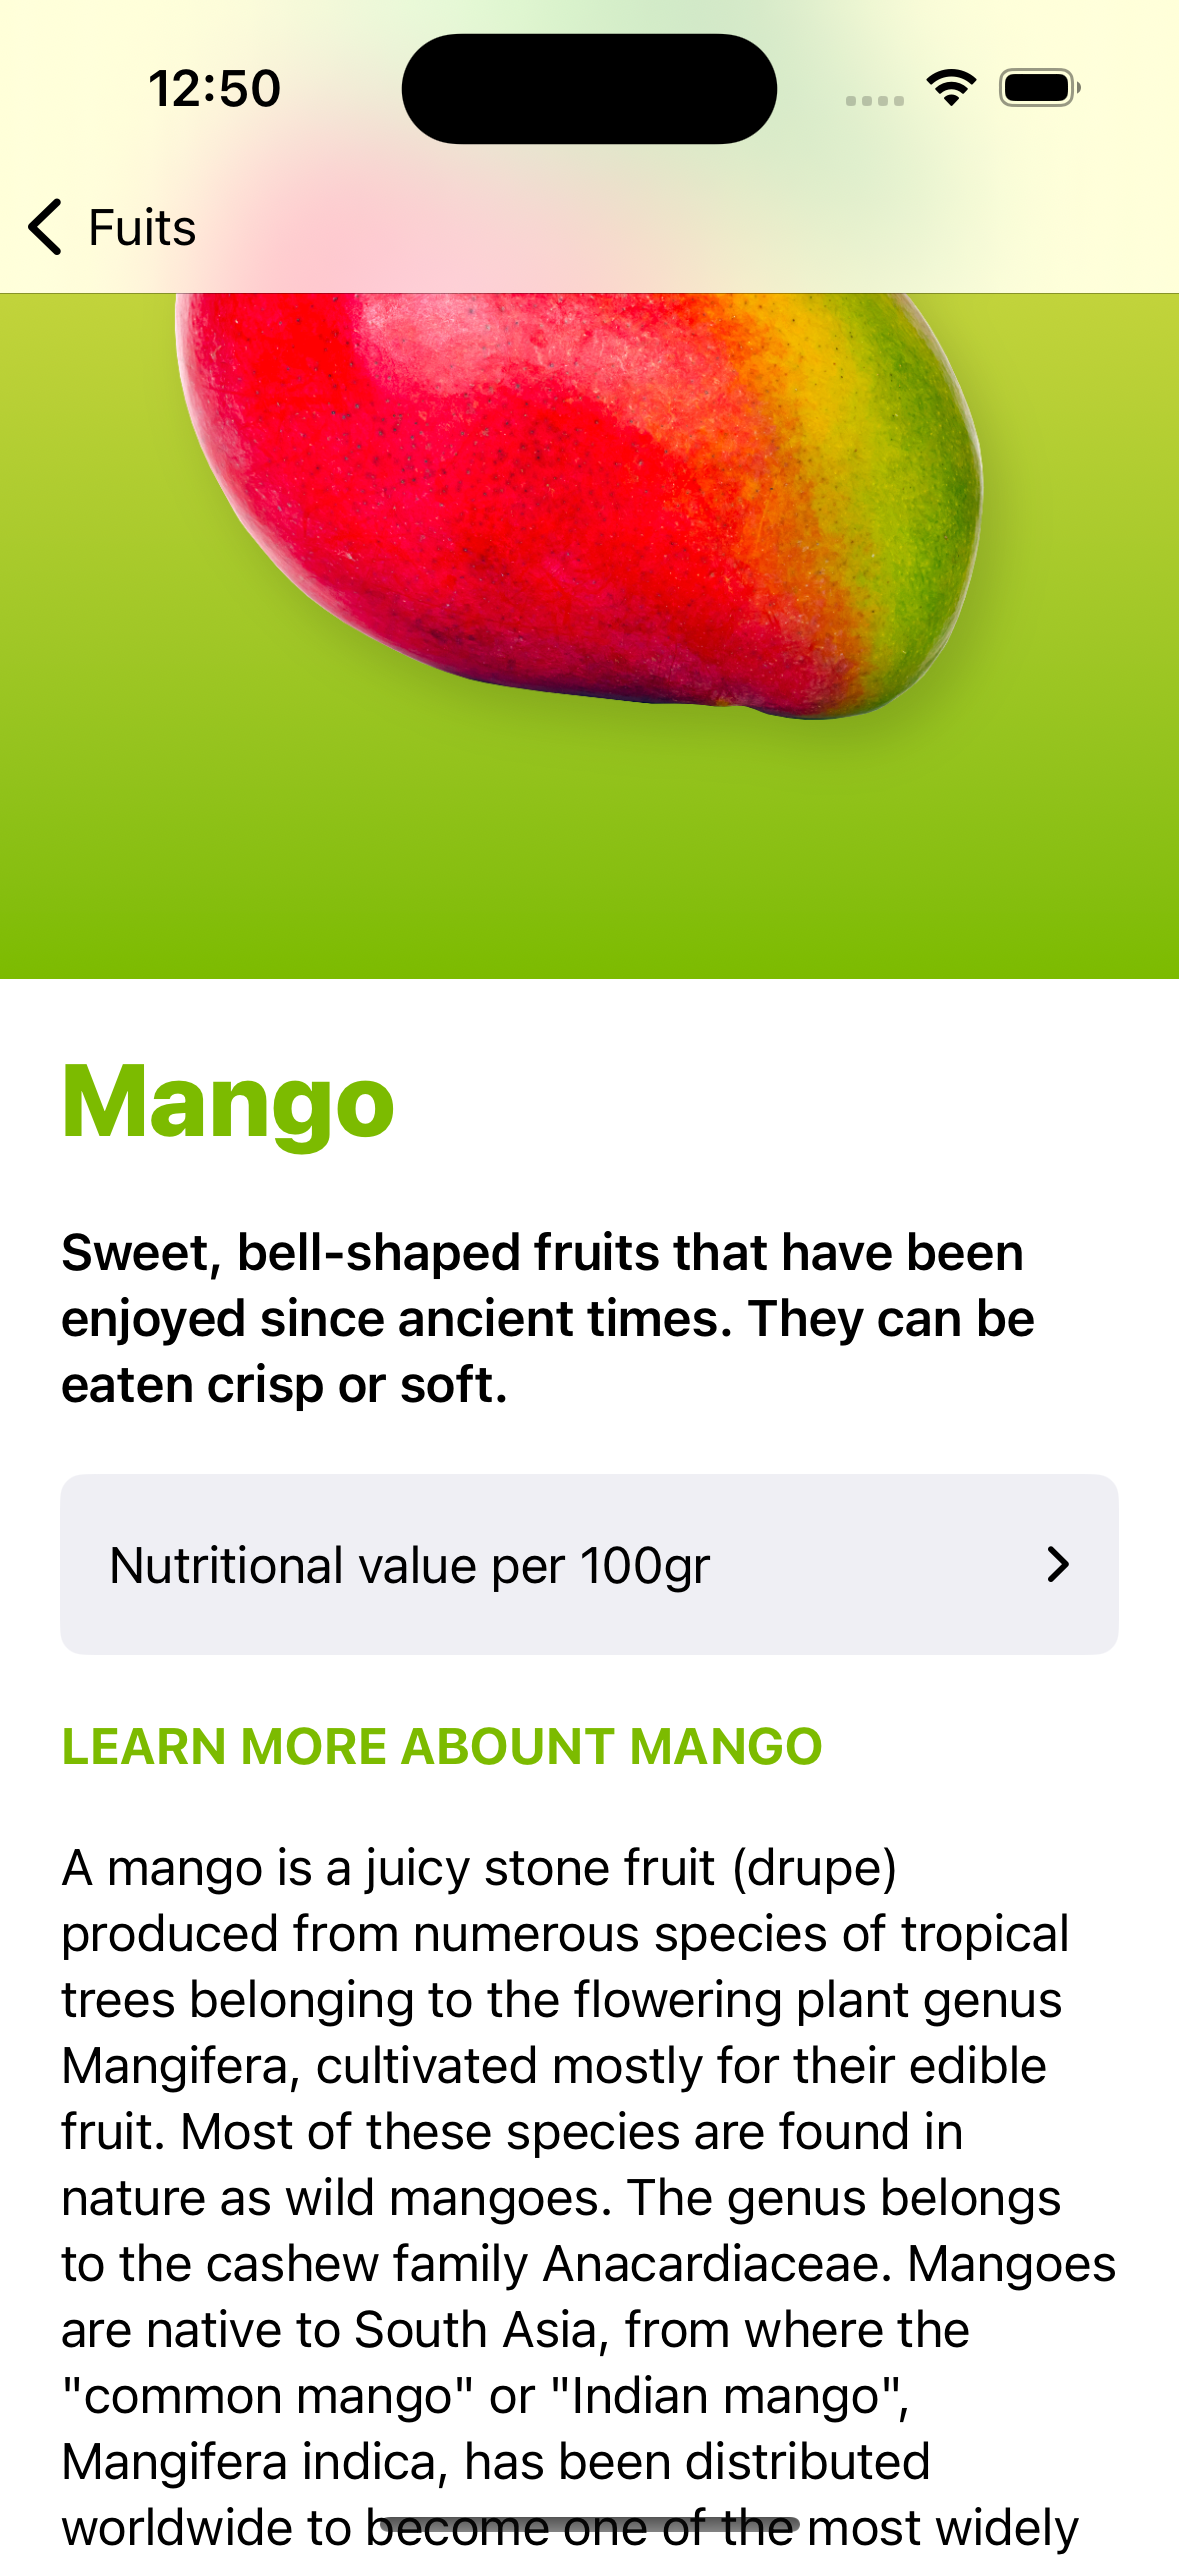 12:50
Fuits
Mango
Sweet, bell-shaped fruits that have been
enjoyed since ancient times. They can be
eaten crisp or soft.
Nutritional value per 100gr
LEARN MORE ABOUNT MANGO
A mango is a juicy stone fruit (drupe)
produced from numerous species of tropical
trees belonging to the flowering plant genus
Mangifera, cultivated mostly for their edible
fruit. Most of these species are found in
nature as wild mangoes. The genus belongs
to the cashew family Anacardiaceae. Mangoes
are native to South Asia, from where the
"common mango" or "Indian mango",
Mangifera indica, has been distributed
worldwide to become one of the most widely